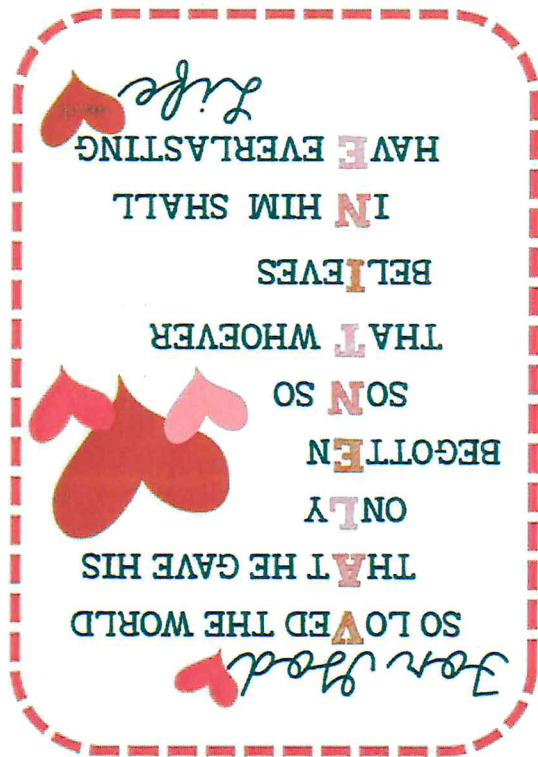 For God
SO LOVED THE WORLD
THAT HE GAVE HIS
ONLY
BEGOTTEN
SON SO
THAT WHOEVER
BELIEVES
IN HIM SHALL
HAVE EVERLASTING
Life